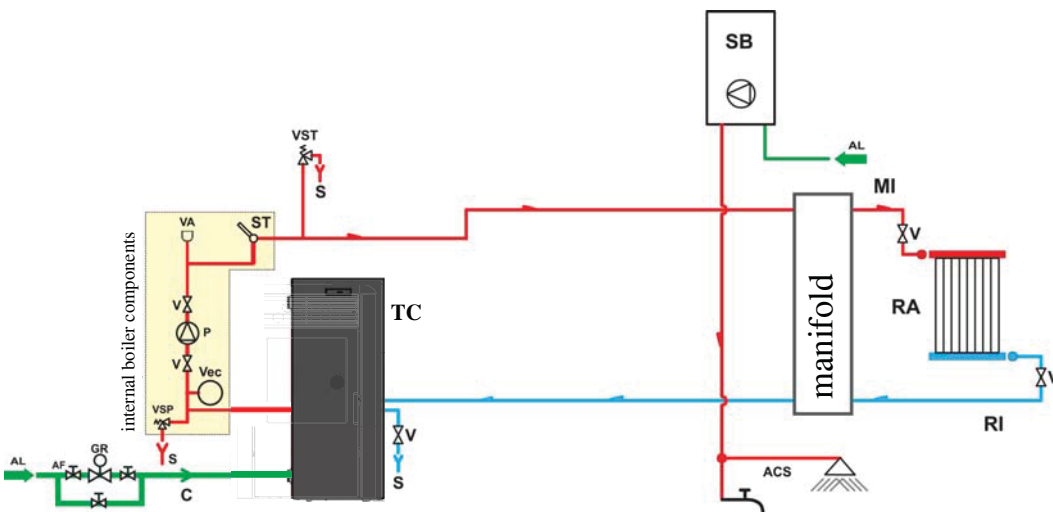 SB
AL
VST
S
MI
VA
ST
V
V
P
V
Vec
VSP
S
internal boiler components
TC
manifold
RA
V
RI
V
S
AL
AF
GR
C
ACS